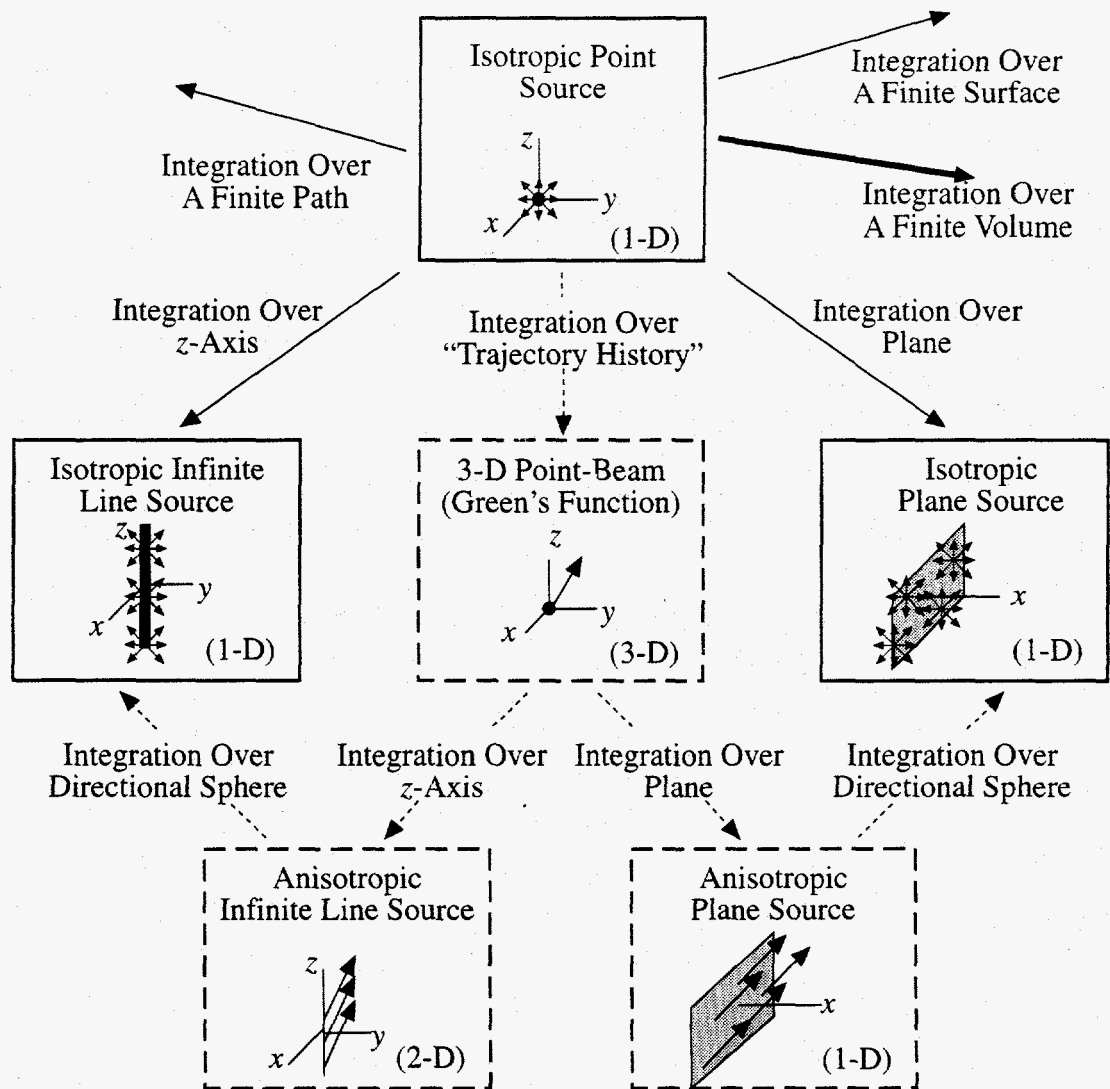 Isotropic Point
Source
z
y
x
(1-D)
Integration Over
A Finite Surface
Integration Over
A Finite Path
Integration Over
A Finite Volume
Integration Over
z-Axis
Integration Over
“Trajectory History”
Integration Over
Plane
Isotropic Infinite
Line Source
z
y
x
(1-D)
3-D Point-Beam
(Green's Function)
z
y
x
(3-D)
Isotropic
Plane Source
x
(1-D)
Integration Over
Directional Sphere
Integration Over
z-Axis
Integration Over
Plane
Integration Over
Directional Sphere
Anisotropic
Infinite Line Source
z
y
x
(2-D)
Anisotropic
Plane Source
x
(1-D)